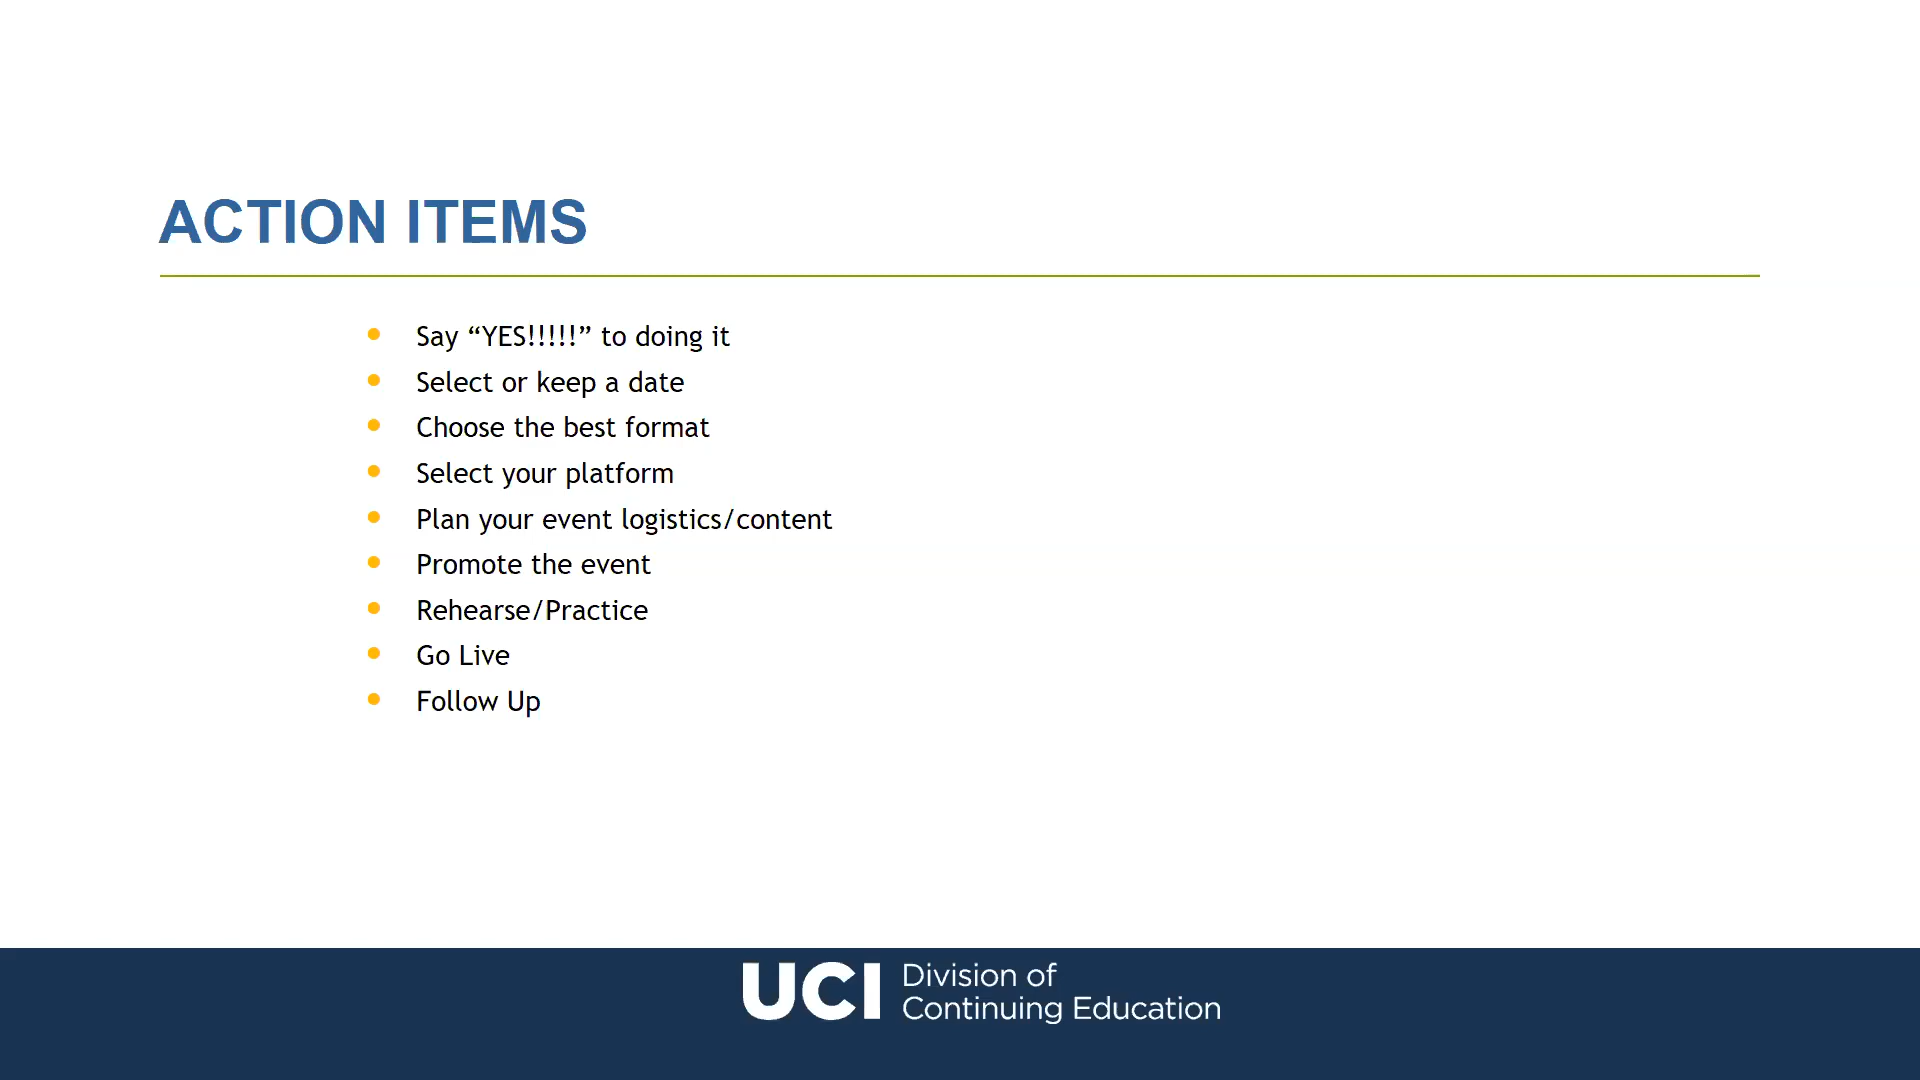 ACTION ITEMS
Say “YES!!!!!” to doing it
Select or keep a date
Choose the best format
Select your platform
Plan your event logistics/content
Promote the event
Rehearse/Practice
Go Live
Follow Up
UCI
Division of
Continuing Education